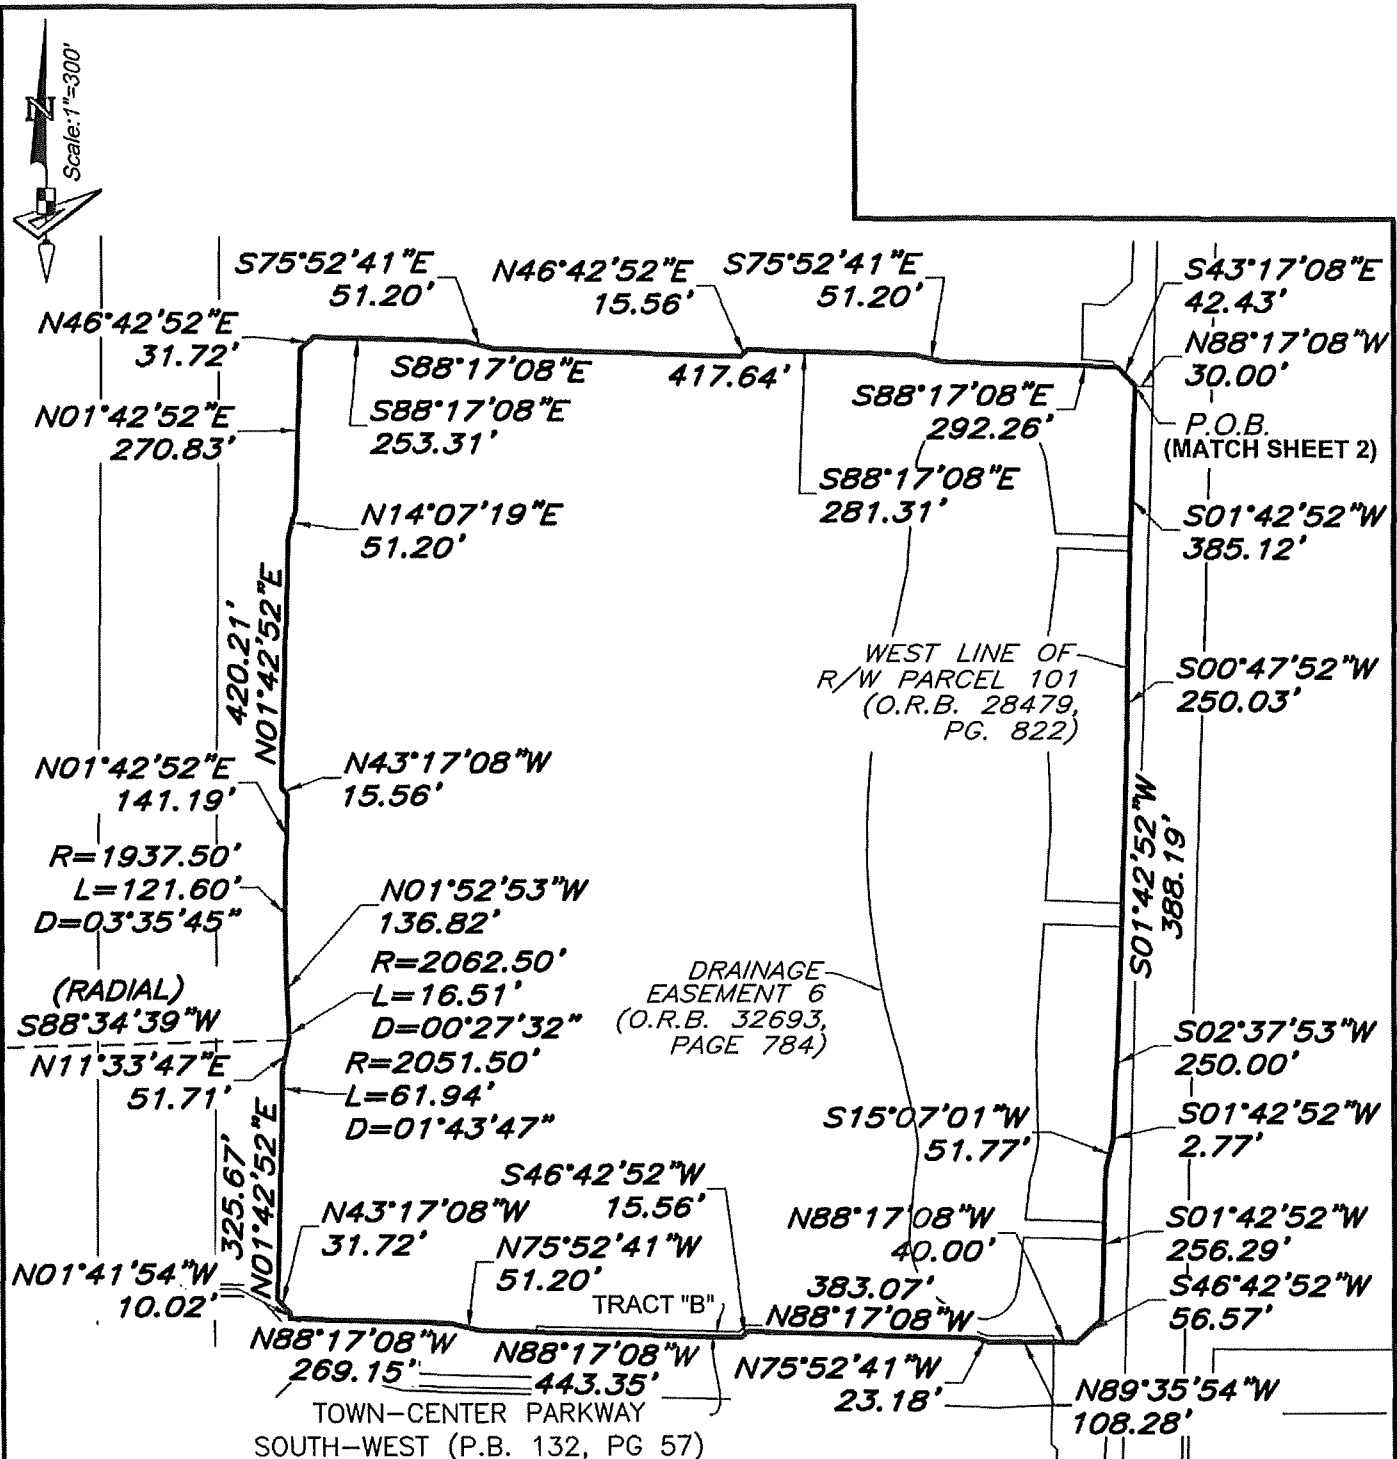 N
Scale:1"=300'
S75°52'41"E
51.20'
N46°42'52"E
15.56'
S75°52'41"E
51.20'
S43°17'08"E
42.43'
N46°42'52"E
31.72'
N88°17'08"W
30.00'
S88°17'08"E
417.64'
S88°17'08"E
253.31'
S88°17'08"E
292.26'
N01°42'52"E
270.83'
P.O.B.
(MATCH SHEET 2)
S88°17'08"E
281.31'
N14°07'19"E
51.20'
S01°42'52"W
385.12'
420.21'
N01°42'52"E
WEST LINE OF
R/W PARCEL 101
(O.R.B. 28479,
PG. 822)
S00°47'52"W
250.03'
N01°42'52"E
141.19'
N43°17'08"W
15.56'
S01°42'52"W
388.19'
R=1937.50'
L=121.60'
D=03°35'45"
N01°52'53"W
136.82'
R=2062.50'
L=16.51'
D=00°27'32"
(RADIAL)
S88°34'39"W
DRAINAGE
EASEMENT 6
(O.R.B. 32693,
PAGE 784)
S02°37'53"W
250.00'
N11°33'47"E
51.71'
R=2051.50'
L=61.94'
D=01°43'47"
S15°07'01"W
51.77'
S01°42'52"W
2.77'
325.67'
N01°42'52"E
S46°42'52"W
15.56'
N43°17'08"W
31.72'
N88°17'08"W
40.00'
S01°42'52"W
256.29'
N75°52'41"W
51.20'
N01°41'54"W
10.02'
383.07'
N88°17'08"W
S46°42'52"W
56.57'
TRACT "B"
N88°17'08"W
269.15'
N88°17'08"W
443.35'
N75°52'41"W
23.18'
N89°35'54"W
108.28'
TOWN-CENTER PARKWAY
SOUTH-WEST (P.B. 132, PG 57)